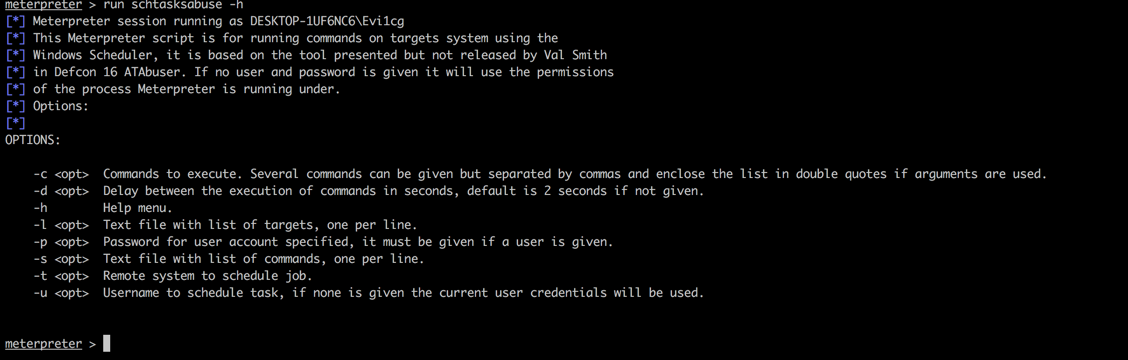 meterpreter > run schtasksabuse -h
[*] Meterpreter session running as DESKTOP-1UF6NC6\Evi1cg
[*] This Meterpreter script is for running commands on targets system using the
[*] Windows Scheduler, it is based on the tool presented but not released by Val Smith
[*] in Defcon 16 ATAbuser. If no user and password is given it will use the permissions
[*] of the process Meterpreter is running under.
[*] Options:
[*]
OPTIONS:
-c <opt> Commands to execute. Several commands can be given but separated by commas and enclose the list in double quotes if arguments are used.
-d <opt> Delay between the execution of commands in seconds, default is 2 seconds if not given.
-h Help menu.
-l <opt> Text file with list of targets, one per line.
-p <opt> Password for user account specified, it must be given if a user is given.
-s <opt> Text file with list of commands, one per line.
-t <opt> Remote system to schedule job.
-u <opt> Username to schedule task, if none is given the current user credentials will be used.
meterpreter >